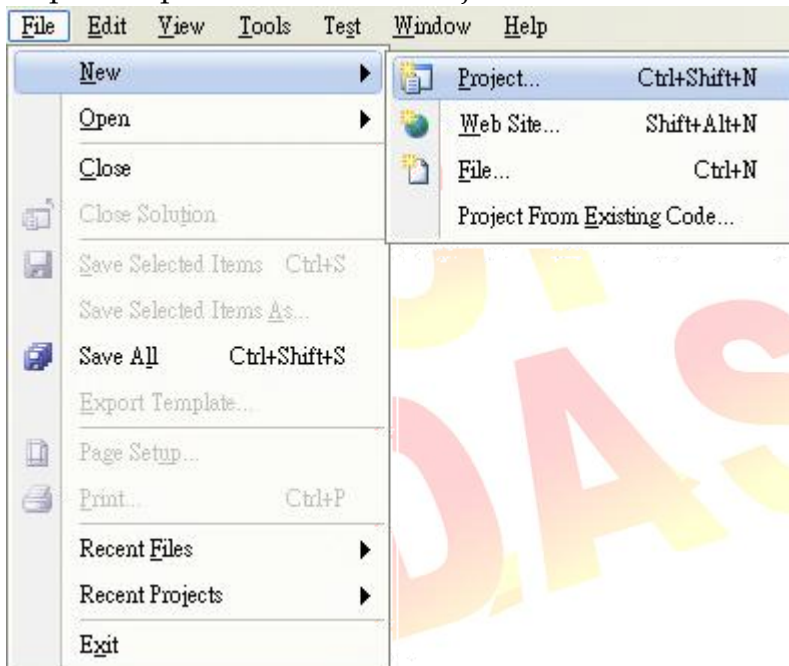 File Edit View Tools Test Window Help
New
Project... Ctrl+Shift+N
Open
Web Site... Shift+Alt+N
Close
File... Ctrl+N
Close Solution
Project From Existing Code...
Save Selected Items Ctrl+S
Save Selected Items As...
Save All Ctrl+Shift+S
Export Template...
Page Setup...
Print... Ctrl+P
Recent Files
Recent Projects
Exit
DAS